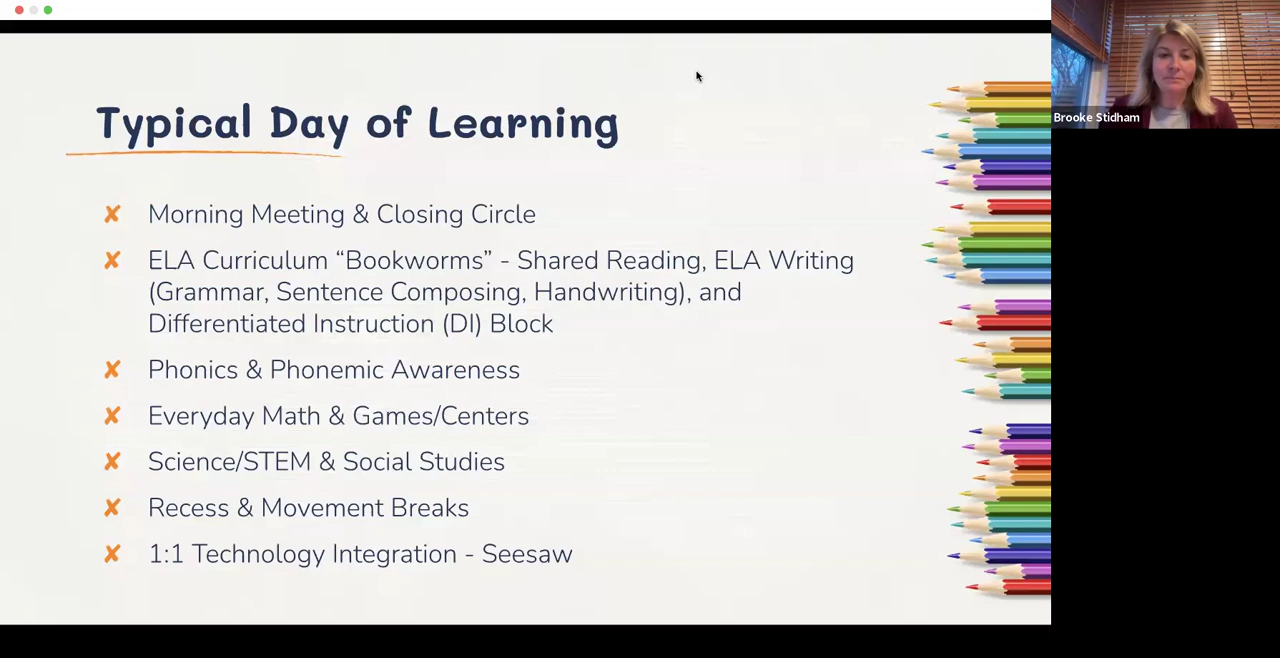 Typical Day of Learning
✘ Morning Meeting & Closing Circle
✘ ELA Curriculum “Bookworms” - Shared Reading, ELA Writing
(Grammar, Sentence Composing, Handwriting), and
Differentiated Instruction (DI) Block
✘ Phonics & Phonemic Awareness
✘ Everyday Math & Games/Centers
✘ Science/STEM & Social Studies
✘ Recess & Movement Breaks
✘ 1:1 Technology Integration - Seesaw
Brooke Stidham